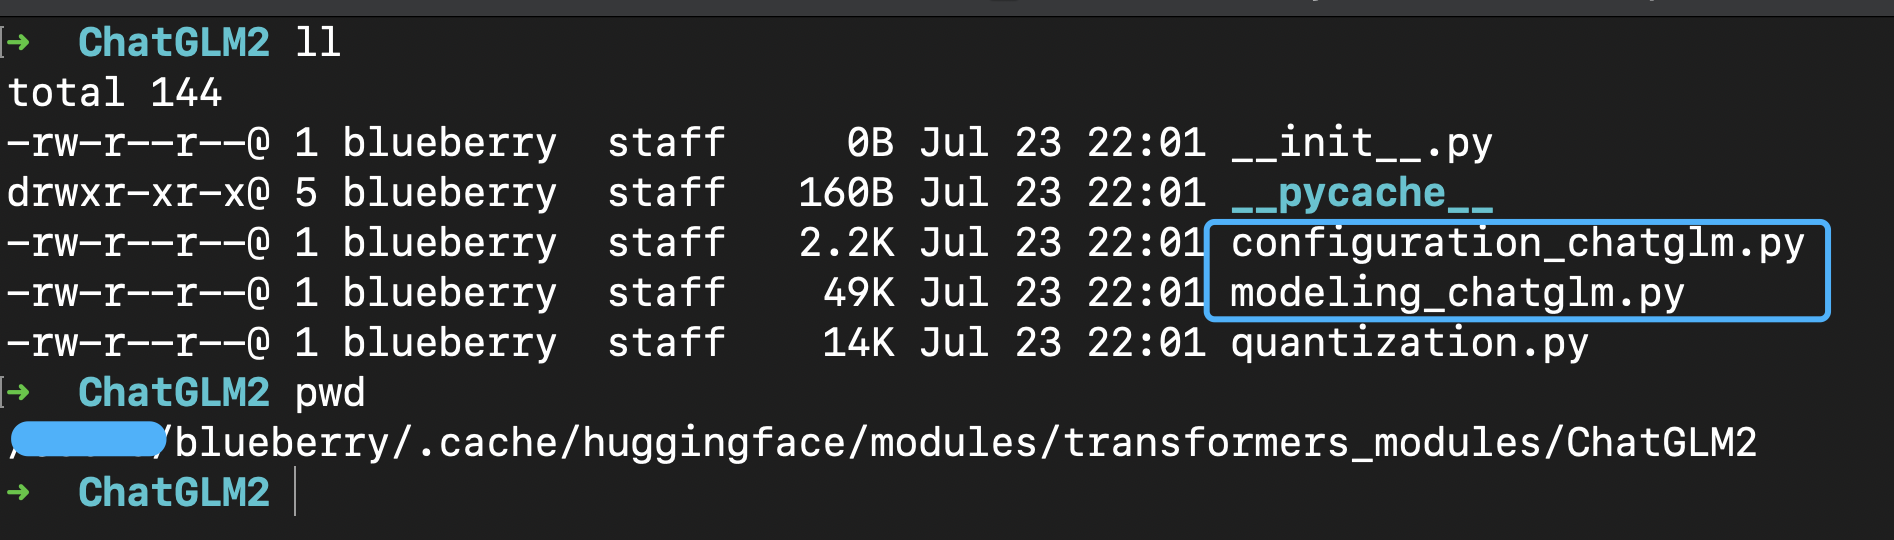 ➜ ChatGLM2 ll
total 144
-rw-r--r--@ 1 blueberry staff 0B Jul 23 22:01 __init__.py
drwxr-xr-x@ 5 blueberry staff 160B Jul 23 22:01 __pycache__
-rw-r--r--@ 1 blueberry staff 2.2K Jul 23 22:01 configuration_chatglm.py
-rw-r--r--@ 1 blueberry staff 49K Jul 23 22:01 modeling_chatglm.py
-rw-r--r--@ 1 blueberry staff 14K Jul 23 22:01 quantization.py
➜ ChatGLM2 pwd
/blueberry/.cache/huggingface/modules/transformers_modules/ChatGLM2
➜ ChatGLM2